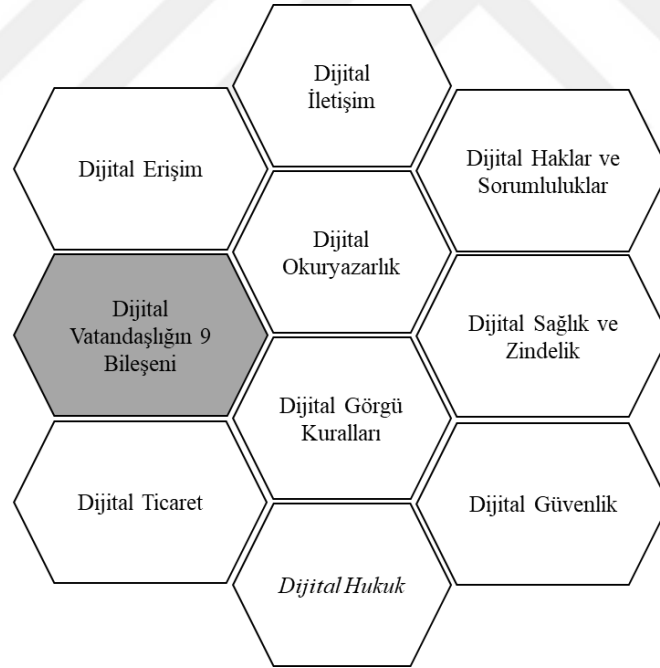 Dijital
İletişim
Dijital Erişim
Dijital Haklar ve
Sorumluluklar
Dijital
Okuryazarlık
Dijital
Vatandaşlığın 9
Bileşeni
Dijital Sağlık ve
Zindelik
Dijital Görgü
Kuralları
Dijital Ticaret
Dijital Güvenlik
Dijital Hukuk